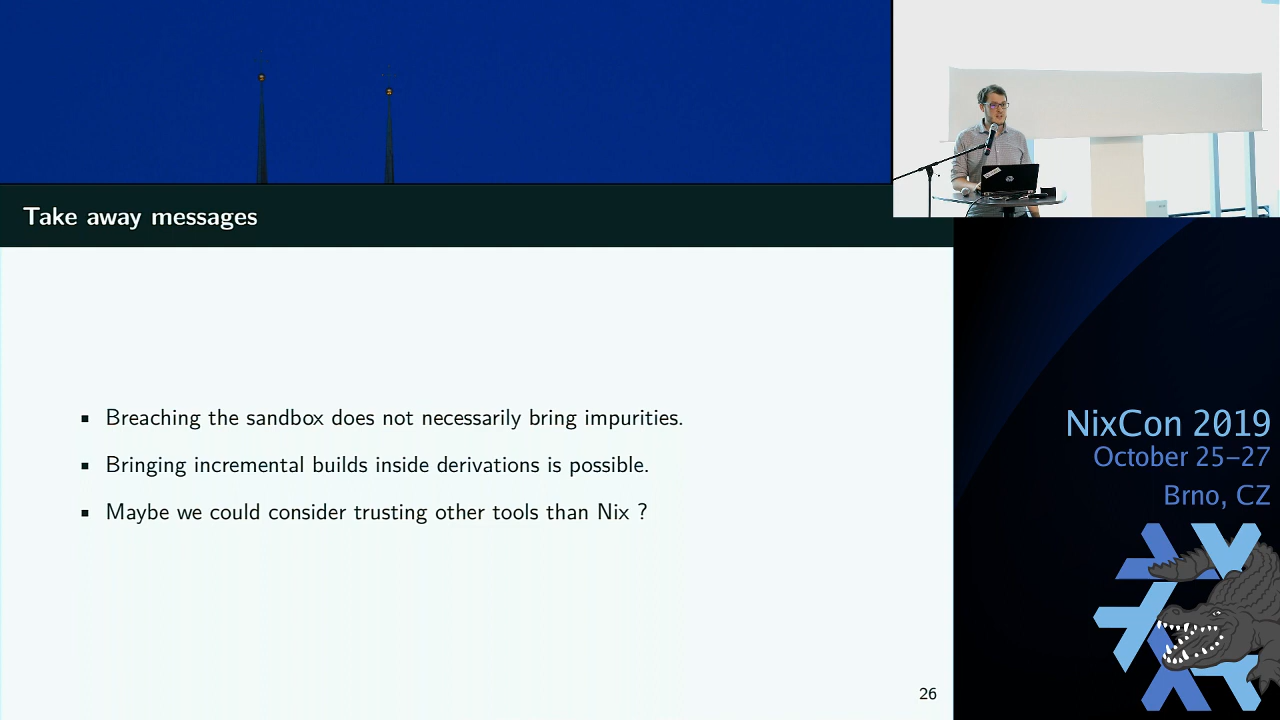 Take away messages
Breaching the sandbox does not necessarily bring impurities.
Bringing incremental builds inside derivations is possible.
Maybe we could consider trusting other tools than Nix ?
26
NixCon 2019
October 25–27
Brno, CZ